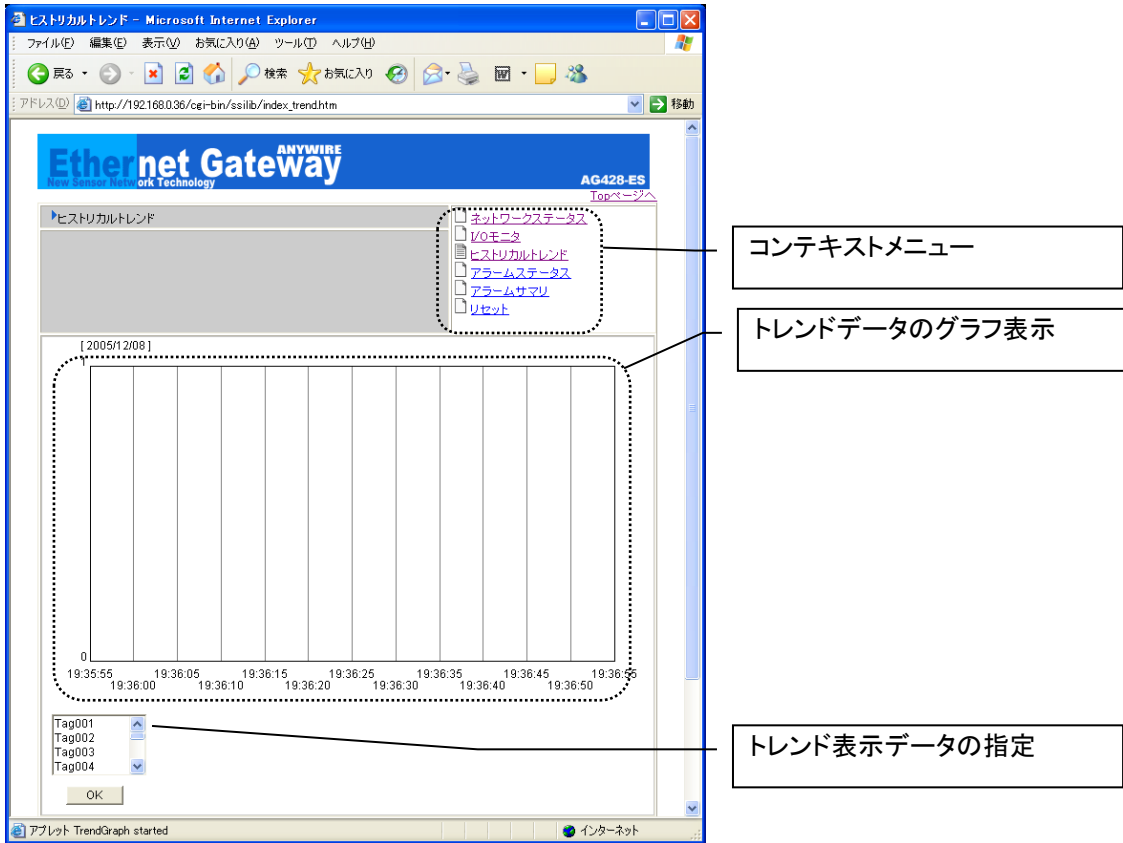 ヒストリカルトレンド - Microsoft Internet Explorer
ファイル(F) 編集(E) 表示(V) お気に入り(A) ツール(T) ヘルプ(H)
戻る 検索 お気に入り
アドレス(D) http://192.168.0.36/cgi-bin/ssilib/index_trend.htm 移動
Ethernet Gateway ANYWIRE
New Sensor Network Technology
AG428-ES
Topページへ
ヒストリカルトレンド
ネットワークステータス
I/Oモニタ
ヒストリカルトレンド
アラームステータス
アラームサマリ
リセット
コンテキストメニュー
トレンドデータのグラフ表示
[ 2005/12/08 ]
1
0
19:35:55 19:36:05 19:36:15 19:36:25 19:36:35 19:36:45 19:36:55
19:36:00 19:36:10 19:36:20 19:36:30 19:36:40 19:36:50
Tag001
Tag002
Tag003
Tag004
トレンド表示データの指定
OK
アプレット TrendGraph started インターネット